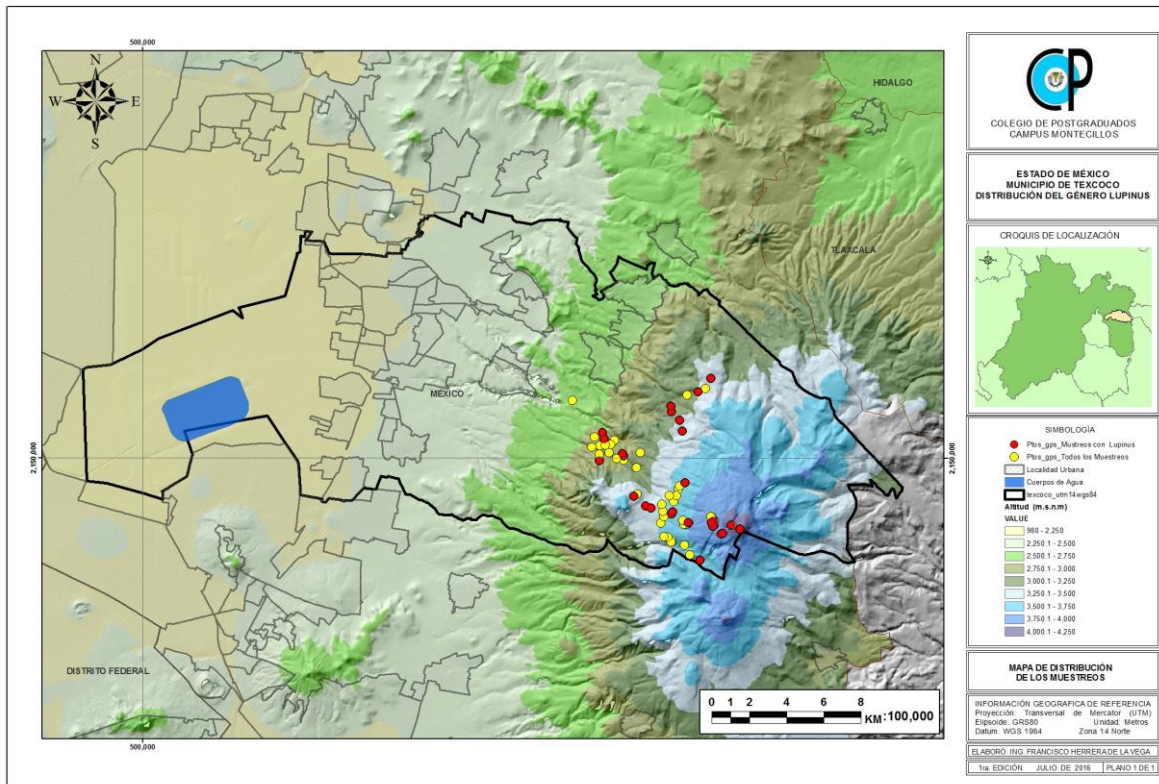 500,000
N
W E
S
HIDALGO
TLAXCALA
MÉXICO
2,150,000
2,150,000
DISTRITO FEDERAL
0 1 2 4 6 8
KM:100,000
500,000
CP
COLEGIO DE POSTGRADUADOS
CAMPUS MONTECILLOS
ESTADO DE MÉXICO
MUNICIPIO DE TEXCOCO
DISTRIBUCIÓN DEL GÉNERO LUPINUS
CROQUIS DE LOCALIZACIÓN
SIMBOLOGÍA
Ptos_gps_Mustreos con Lupinus
Ptos_gps_Todos los Muestreos
Localidad Urbana
Cuerpos de Agua
texcoco_utm14wgs84
Altitud (m.s.n.m)
VALUE
980 - 2,250
2,250.1 - 2,500
2,500.1 - 2,750
2,750.1 - 3,000
3,000.1 - 3,250
3,250.1 - 3,500
3,500.1 - 3,750
3,750.1 - 4,000
4,000.1 - 4,250
MAPA DE DISTRIBUCIÓN
DE LOS MUESTREOS
INFORMACIÓN GEOGRAFICA DE REFERENCIA
Proyección: Transversal de Mercator (UTM)
Elipsoide: GRS80 Unidad: Metros
Datum: WGS 1984 Zona 14 Norte
ELABORÓ: ING. FRANCISCO HERRERA DE LA VEGA
1ra. EDICIÓN JULIO DE 2016 PLANO 1 DE 1